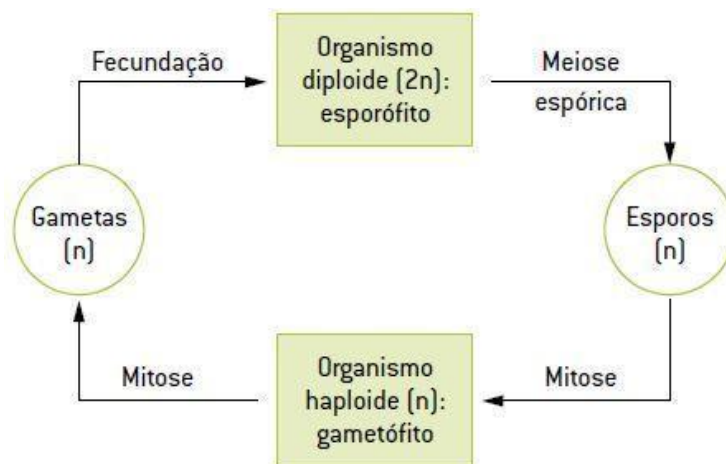 Fecundação
Organismo
diploide (2n):
esporófito
Meiose
espórica
Gametas
(n)
Esporos
(n)
Mitose
Organismo
haploide (n):
gametófito
Mitose